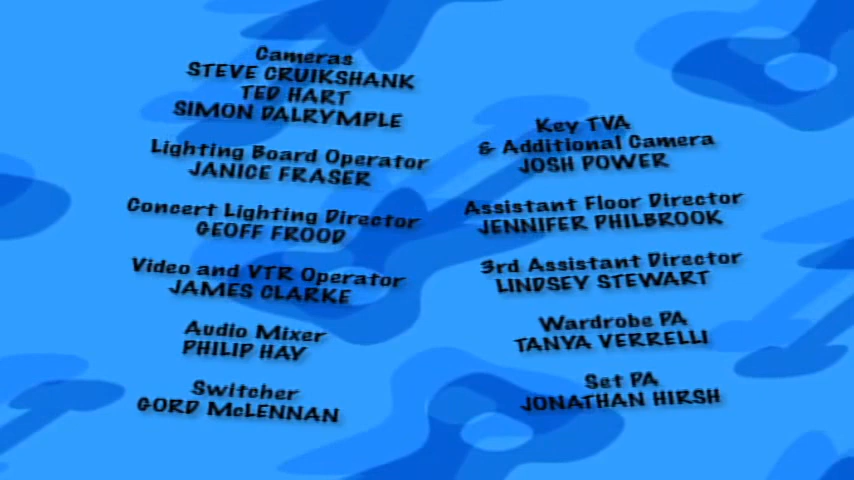 Cameras
STEVE CRUIKSHANK
TED HART
SIMON DALRYMPLE
Lighting Board Operator
JANICE FRASER
Concert Lighting Director
GEOFF FROOD
Video and VTR Operator
JAMES CLARKE
Audio Mixer
PHILIP HAY
Switcher
GORD McLENNAN
Key TVA
& Additional Camera
JOSH POWER
Assistant Floor Director
JENNIFER PHILBROOK
3rd Assistant Director
LINDSEY STEWART
Wardrobe PA
TANYA VERRELLI
Set PA
JONATHAN HIRSH